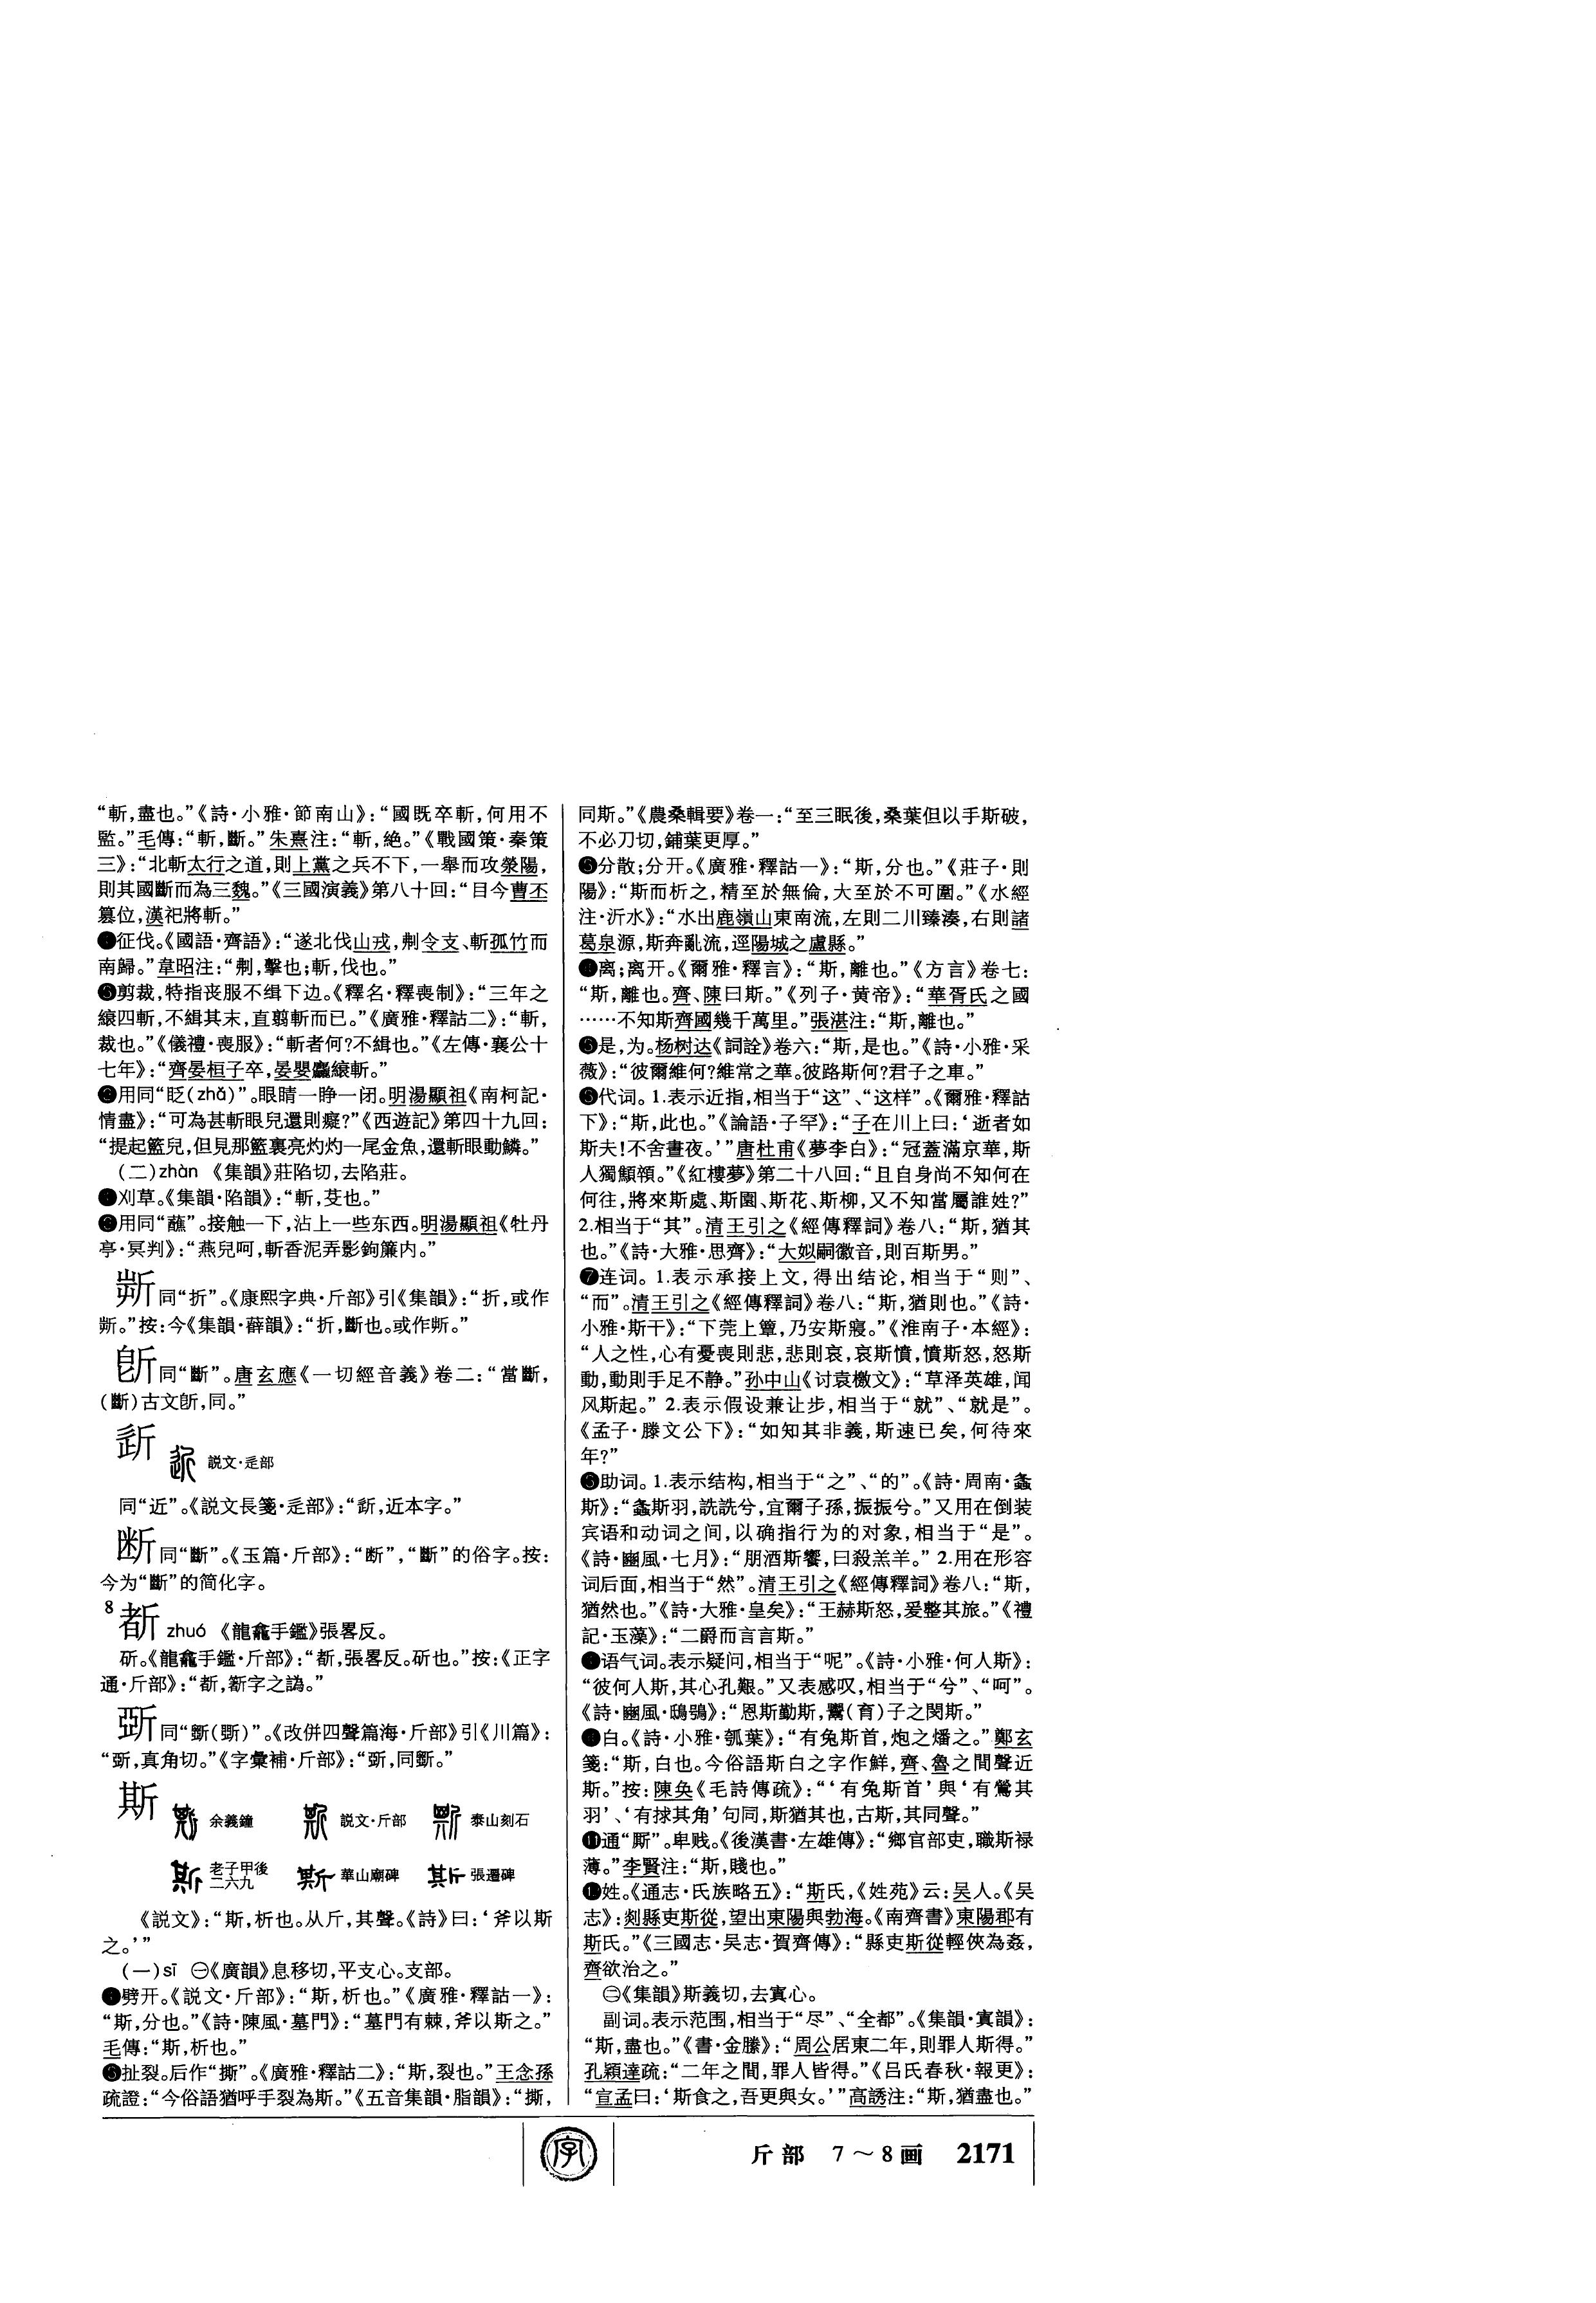 “斬，盡也。”《詩·小雅·節南山》：“國既卒斬，何用不
監。”毛傳：“斬，斷。”朱熹注：“斬，絶。”《戰國策·秦策
三》：“北斬太行之道，則上黨之兵不下，一舉而攻滎陽，
則其國斷而為三魏。”《三國演義》第八十回：“目今曹丕
篡位，漢祀將斬。”
征伐。《國語·齊語》：“遂北伐山戎，刜令支、斬孤竹而
南歸。”韋昭注：“刜，擊也；斬，伐也。”
剪裁，特指丧服不缉下边。《釋名·釋喪制》：“三年之
縗四斬，不緝其末，直翦斬而已。”《廣雅·釋詁二》：“斬，
裁也。”《儀禮·喪服》：“斬者何？不緝也。”《左傳·襄公十
七年》：“齊晏桓子卒，晏嬰麤縗斬。”
用同“眨(zhǎ)”。眼睛一睁一闭。明湯顯祖《南柯記·
情盡》：“可為甚斬眼兒還則癡？”《西遊記》第四十九回：
“提起籃兒，但見那籃裏亮灼灼一尾金魚，還斬眼動鱗。”
(二)zhàn 《集韻》莊陷切，去陷莊。
刈草。《集韻·陷韻》：“斬，芟也。”
用同“蘸”。接触一下，沾上一些东西。明湯顯祖《牡丹
亭·冥判》：“燕兒呵，斬香泥弄影鉤簾内。”
同“折”。《康熙字典·斤部》引《集韻》：“折，或作
。”按：今《集韻·薛韻》：“折，斷也。或作。”
同“斷”。唐玄應《一切經音義》卷二：“當斷，
(斷)古文，同。”
説文·辵部
同“近”。《説文長箋·辵部》：“，近本字。”
断 同“斷”。《玉篇·斤部》：“断”，“斷”的俗字。按：
今为“斷”的简化字。
8 zhuó 《龍龕手鑑》張畧反。
斫。《龍龕手鑑·斤部》：“，張畧反。斫也。”按：《正字
通·斤部》：“，字之譌。”
同“”。《改併四聲篇海·斤部》引《川篇》：
“，真角切。”《字彙補·斤部》：“，同。”
斯 余義鐘 説文·斤部 泰山刻石
老子甲後二六九 華山廟碑 張遷碑
《説文》：“斯，析也。从斤，其聲。《詩》曰：‘斧以斯
之。’”
(一)sī ㊀《廣韻》息移切，平支心。支部。
劈开。《説文·斤部》：“斯，析也。”《廣雅·釋詁一》：
“斯，分也。”《詩·陳風·墓門》：“墓門有棘，斧以斯之。”
毛傳：“斯，析也。”
扯裂。后作“撕”。《廣雅·釋詁二》：“斯，裂也。”王念孫
疏證：“今俗語猶呼手裂為斯。”《五音集韻·脂韻》：“撕，
同斯。”《農桑輯要》卷一：“至三眠後，桑葉但以手斯破，
不必刀切，鋪葉更厚。”
分散；分开。《廣雅·釋詁一》：“斯，分也。”《莊子·則
陽》：“斯而析之，精至於無倫，大至於不可圍。”《水經
注·沂水》：“水出鹿嶺山東南流，左則二川臻湊，右則諸
葛泉源，斯奔亂流，逕陽城之盧縣。”
离；离开。《爾雅·釋言》：“斯，離也。”《方言》卷七：
“斯，離也。齊、陳曰斯。”《列子·黄帝》：“華胥氏之國
……不知斯齊國幾千萬里。”張湛注：“斯，離也。”
是，为。杨树达《詞詮》卷六：“斯，是也。”《詩·小雅·采
薇》：“彼爾維何？維常之華。彼路斯何？君子之車。”
代词。1.表示近指，相当于“这”、“这样”。《爾雅·釋詁
下》：“斯，此也。”《論語·子罕》：“子在川上曰：‘逝者如
斯夫！不舍晝夜。’”唐杜甫《夢李白》：“冠蓋滿京華，斯
人獨顦顇。”《紅樓夢》第二十八回：“且自身尚不知何在
何往，將來斯處、斯園、斯花、斯柳，又不知當屬誰姓？”
2.相当于“其”。清王引之《經傳釋詞》卷八：“斯，猶其
也。”《詩·大雅·思齊》：“大姒嗣徽音，則百斯男。”
❼连词。1.表示承接上文，得出结论，相当于“则”、
“而”。清王引之《經傳釋詞》卷八：“斯，猶則也。”《詩·
小雅·斯干》：“下莞上簟，乃安斯寢。”《淮南子·本經》：
“人之性，心有憂喪則悲，悲則哀，哀斯憤，憤斯怒，怒斯
動，動則手足不静。”孙中山《讨袁檄文》：“草泽英雄，闻
风斯起。” 2.表示假设兼让步，相当于“就”、“就是”。
《孟子·滕文公下》：“如知其非義，斯速已矣，何待來
年？”
助词。1.表示结构，相当于“之”、“的”。《詩·周南·螽
斯》：“螽斯羽，詵詵兮，宜爾子孫，振振兮。”又用在倒装
宾语和动词之间，以确指行为的对象，相当于“是”。
《詩·豳風·七月》：“朋酒斯饗，曰殺羔羊。” 2.用在形容
词后面，相当于“然”。清王引之《經傳釋詞》卷八：“斯，
猶然也。”《詩·大雅·皇矣》：“王赫斯怒，爰整其旅。”《禮
記·玉藻》：“二爵而言言斯。”
语气词。表示疑问，相当于“呢”。《詩·小雅·何人斯》：
“彼何人斯，其心孔艱。”又表感叹，相当于“兮”、“呵”。
《詩·豳風·鴟鴞》：“恩斯勤斯，鬻(育)子之閔斯。”
白。《詩·小雅·瓠葉》：“有兔斯首，炮之燔之。”鄭玄
箋：“斯，白也。今俗語斯白之字作鮮，齊、魯之間聲近
斯。”按：陳奂《毛詩傳疏》：“‘有兔斯首’與‘有鶯其
羽’、‘有捄其角’句同，斯猶其也，古斯，其同聲。”
⓫通“厮”。卑贱。《後漢書·左雄傳》：“鄉官部吏，職斯禄
薄。”李賢注：“斯，賤也。”
姓。《通志·氏族略五》：“斯氏，《姓苑》云：吴人。《吴
志》：剡縣吏斯從，望出東陽與勃海。《南齊書》東陽郡有
斯氏。”《三國志·吴志·賀齊傳》：“縣吏斯從輕俠為姦，
齊欲治之。”
㊁《集韻》斯義切，去寘心。
副词。表示范围，相当于“尽”、“全都”。《集韻·寘韻》：
“斯，盡也。”《書·金縢》：“周公居東二年，則罪人斯得。”
孔穎達疏：“二年之間，罪人皆得。”《吕氏春秋·報更》：
“宣孟曰：‘斯食之，吾更與女。’”高誘注：“斯，猶盡也。”
字 斤部 7～8画 2171